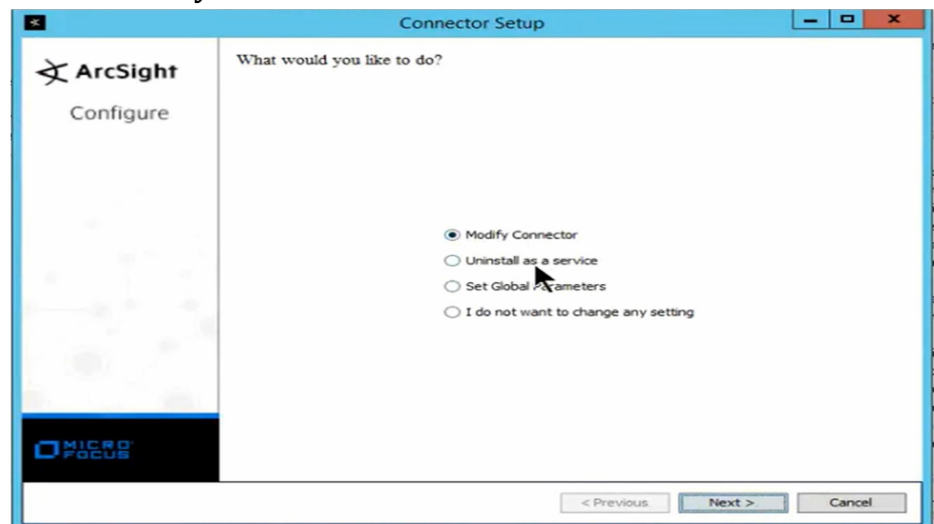 Connector Setup
ArcSight
Configure
What would you like to do?
Modify Connector
Uninstall as a service
Set Global Parameters
I do not want to change any setting
MICRO
FOCUS
< Previous
Next >
Cancel